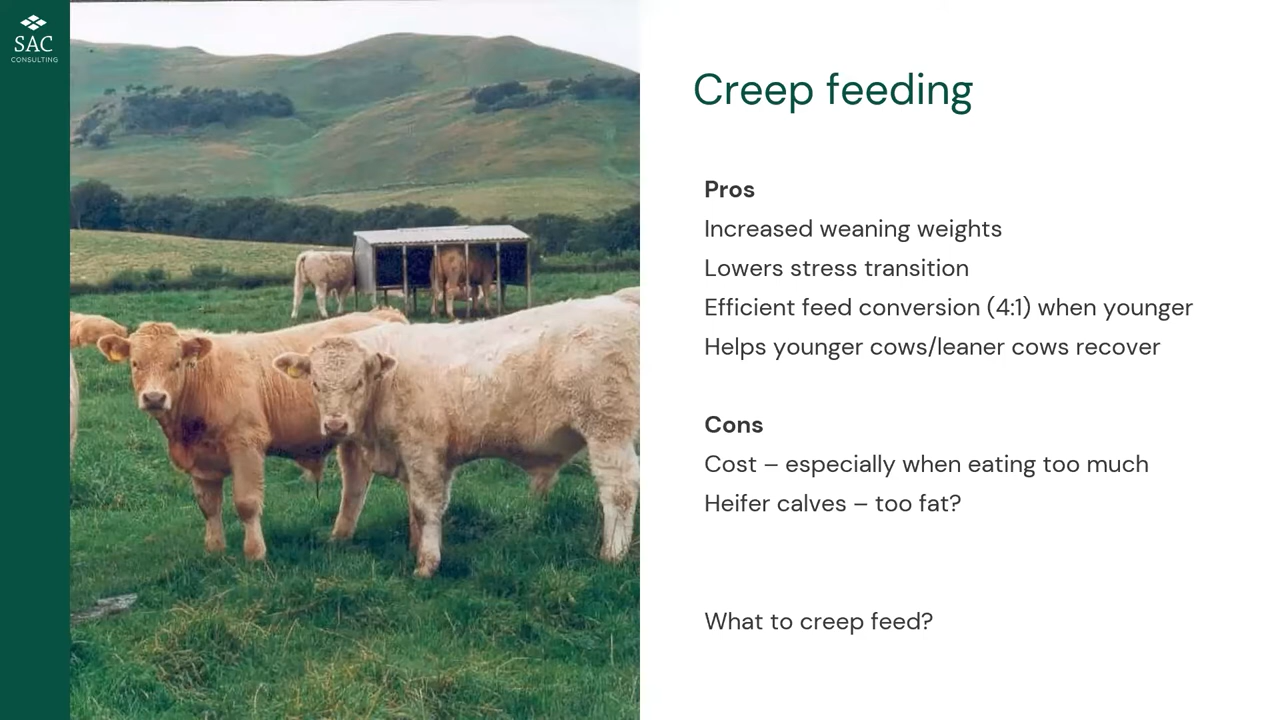 SAC
CONSULTING
Creep feeding
Pros
Increased weaning weights
Lowers stress transition
Efficient feed conversion (4:1) when younger
Helps younger cows/leaner cows recover
Cons
Cost – especially when eating too much
Heifer calves – too fat?
What to creep feed?